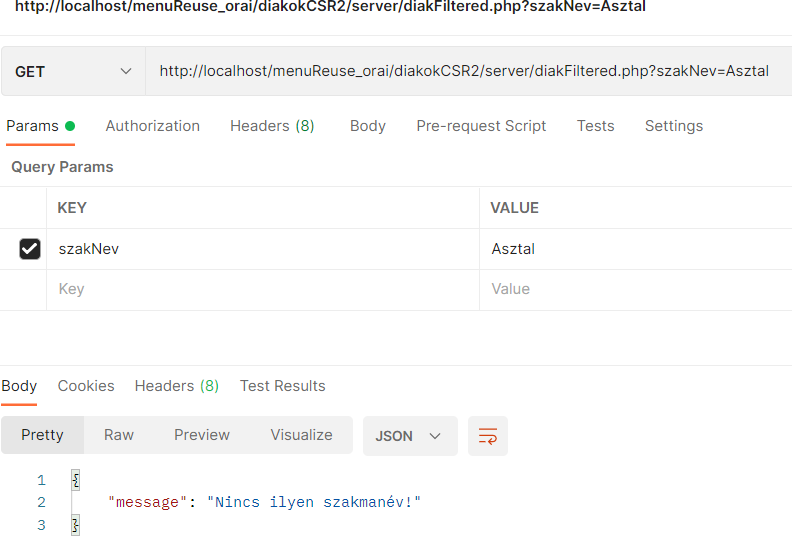 http://localhost/menuReuse_orai/diakokCSR2/server/diakFiltered.php?szakNev=Asztal
GET http://localhost/menuReuse_orai/diakokCSR2/server/diakFiltered.php?szakNev=Asztal
Params Authorization Headers (8) Body Pre-request Script Tests Settings
Query Params
KEY VALUE
szakNev Asztal
Key Value
Body Cookies Headers (8) Test Results
Pretty Raw Preview Visualize JSON
1 {
2 "message": "Nincs ilyen szakmanév!"
3 }